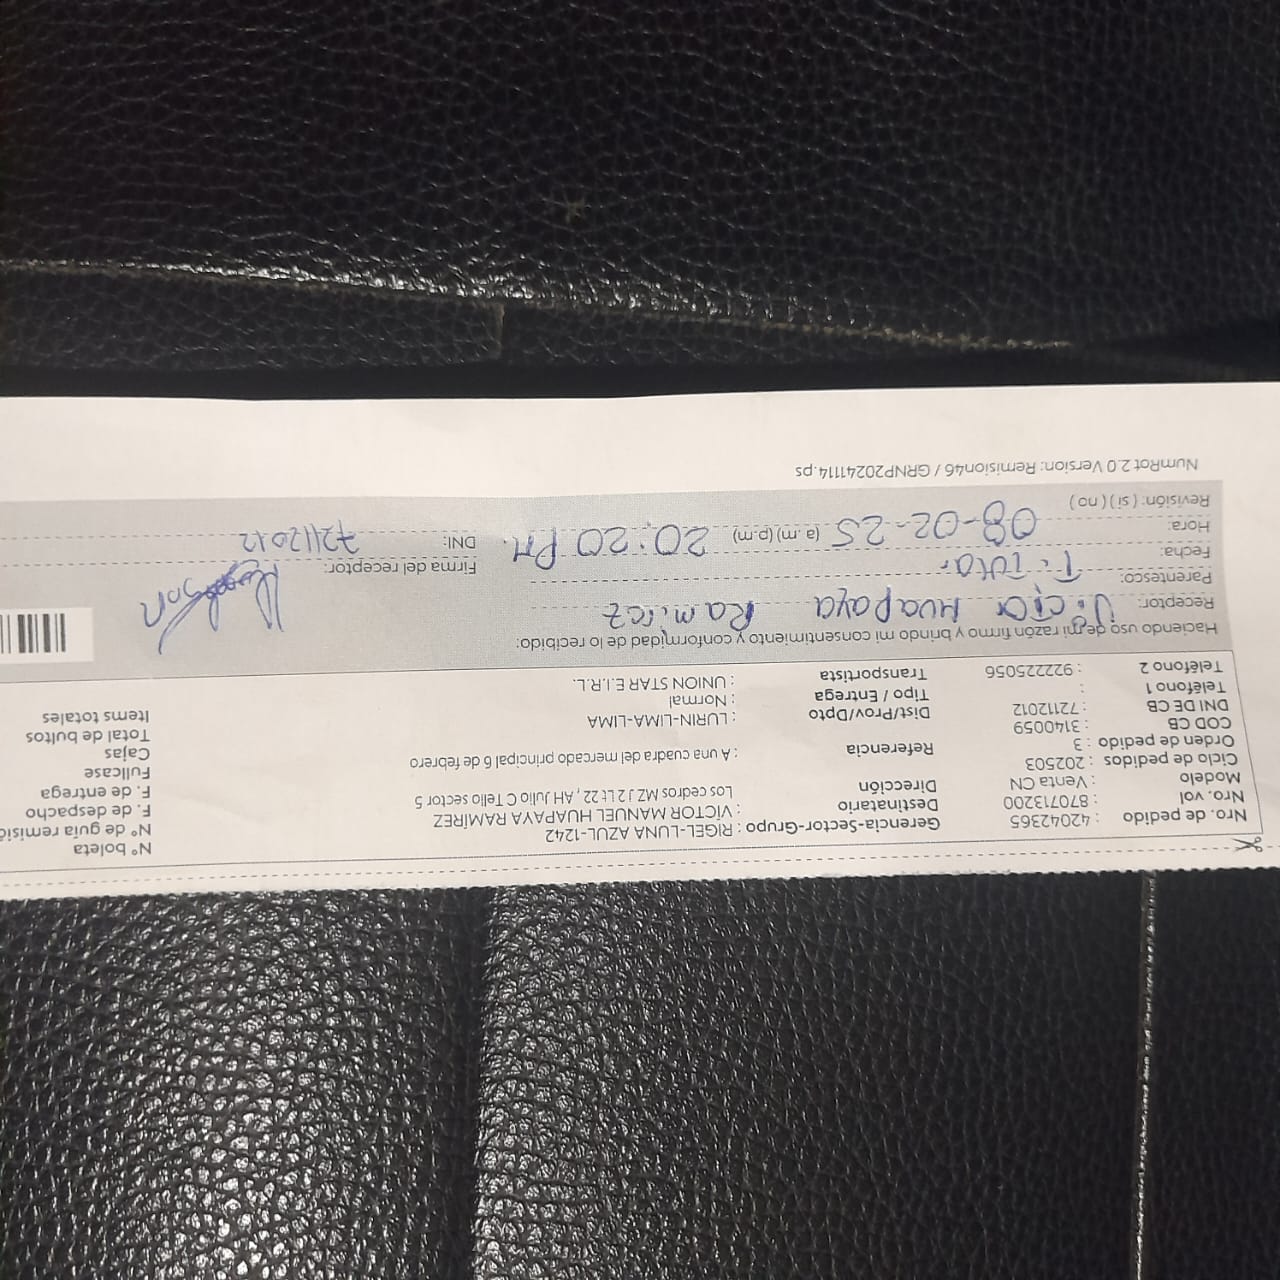 Nro. de pedido : 42042365
Nro. vol : 870713200
Modelo : Venta CN
Ciclo de pedidos : 202503
Orden de pedido : 3
COD CB : 3140059
DNI DE CB : 72112012
Teléfono 1 :
Teléfono 2 : 922225056
Gerencia-Sector-Grupo : RIGEL-LUNA AZUL-1242
Destinatario : VÍCTOR MANUEL HUAPAYA RAMÍREZ
Dirección Los cedros MZ J2 Lt 22 , AH Julio C Tello sector 5
Referencia : A una cuadra del mercado principal 6 de febrero
Dist/Prov/Dpto : LURIN-LIMA-LIMA
Tipo / Entrega : Normal
Transportista : UNION STAR E.I.R.L.
N° boleta
N° de guía remisió
F. de despacho
F. de entrega
Fullcase
Cajas
Total de bultos
Items totales
Haciendo uso de mi razón firmo y brindo mi consentimiento y conformidad de lo recibido:
Receptor: Victor Huapaya Ramirez
Parentesco: Titular
Fecha:
Hora: 08-02-25 (a.m) (p.m) 20:20 PM.
Revisión: ( si ) ( no )
Firma del receptor:
DNI: 72112012
NumRot 2.0 Version: Remision46 / GRNP20241114.ps